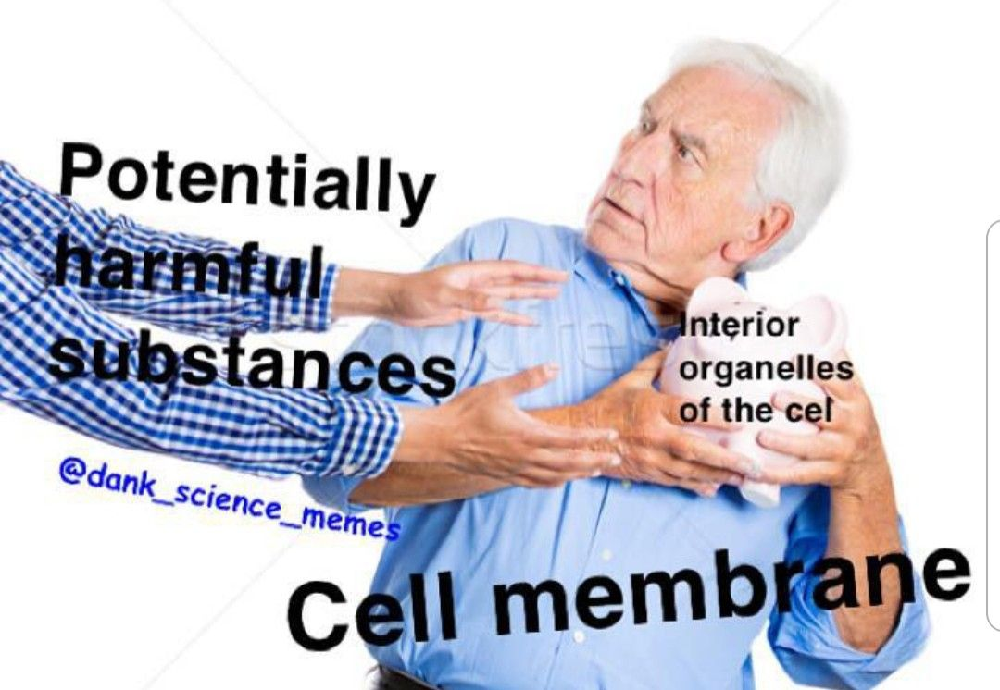 Potentially
harmful
substances
Interior
organelles
of the cel
@dank_science_memes
Cell membrane